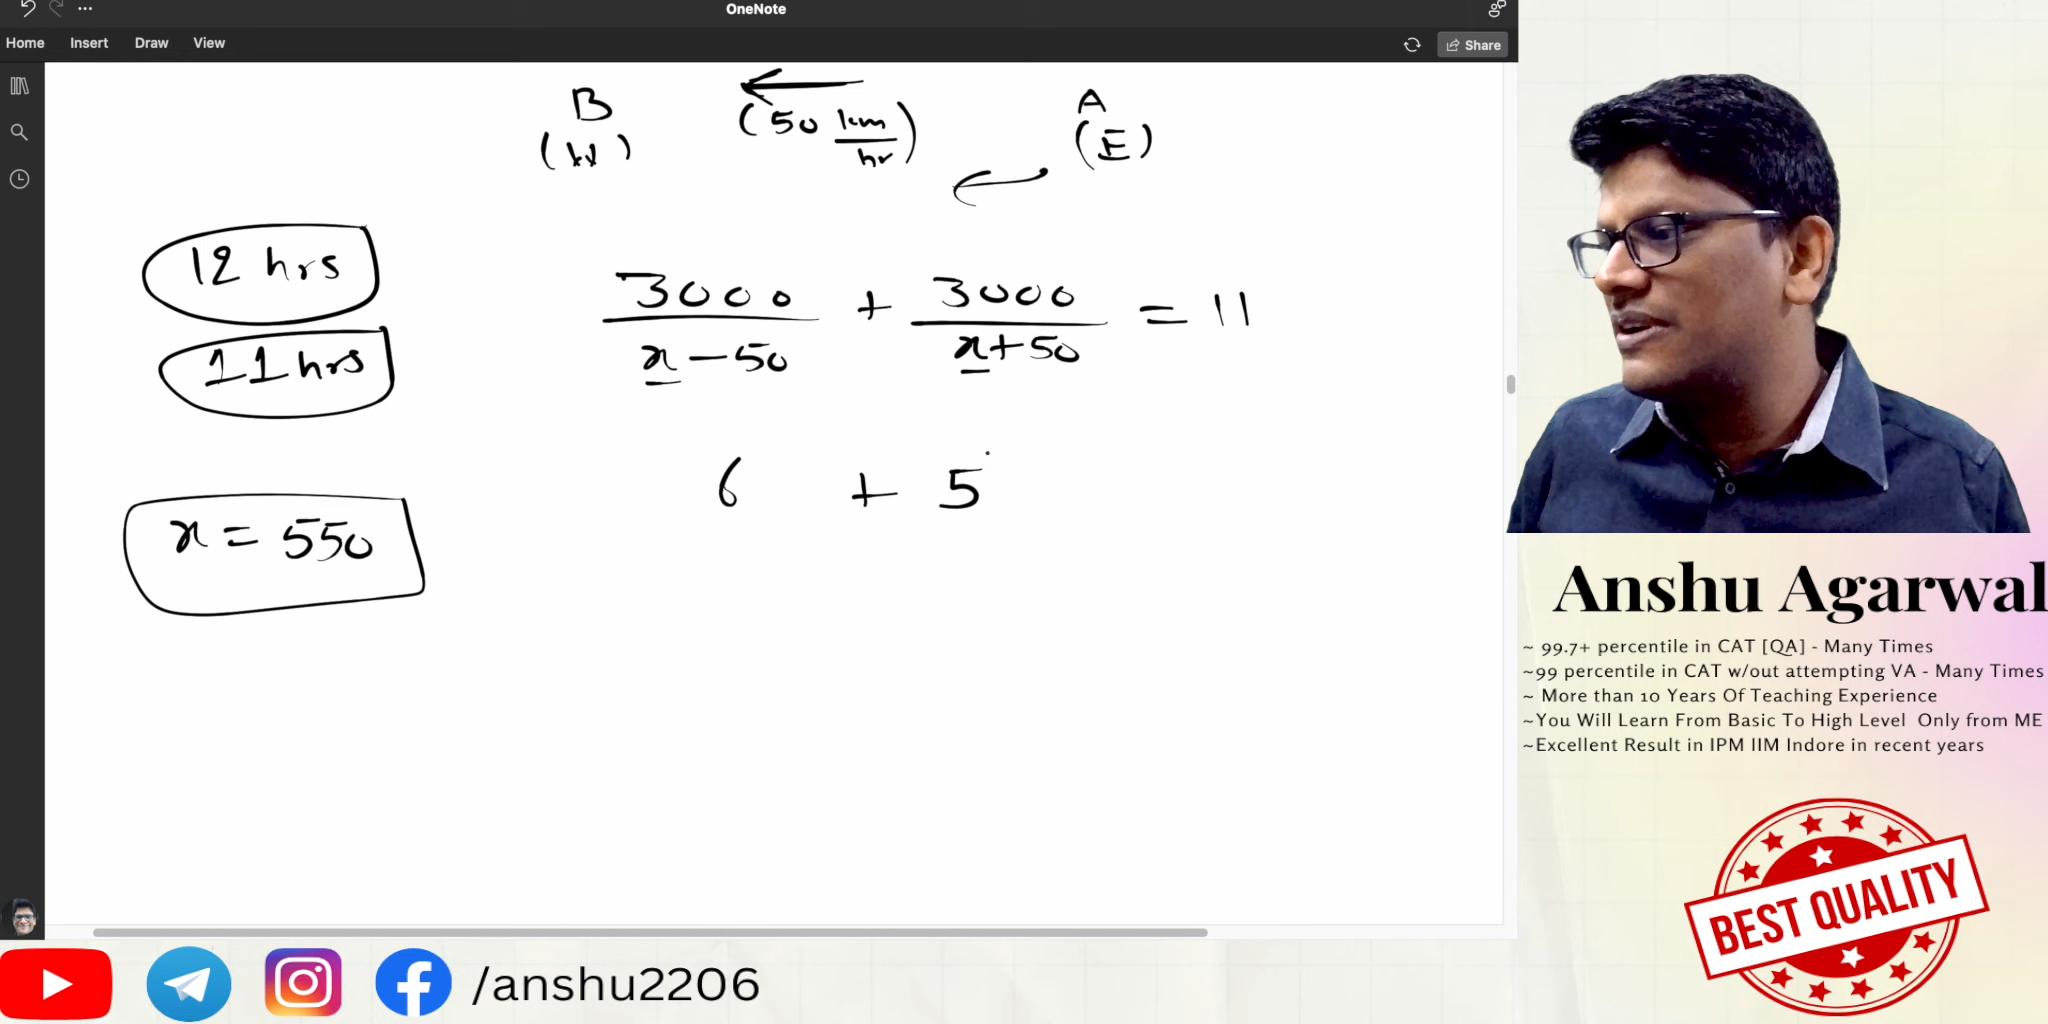 OneNote
Home Insert Draw View
Share
B
(W)
(50 km/hr)
A
(E)
12 hrs
11 hrs
3000/(x-50) + 3000/(x+50) = 11
6 + 5
x = 550
Anshu Agarwal
~ 99.7+ percentile in CAT [QA] - Many Times
~99 percentile in CAT w/out attempting VA - Many Times
~ More than 10 Years Of Teaching Experience
~You Will Learn From Basic To High Level Only from ME
~Excellent Result in IPM IIM Indore in recent years
BEST QUALITY
/anshu2206